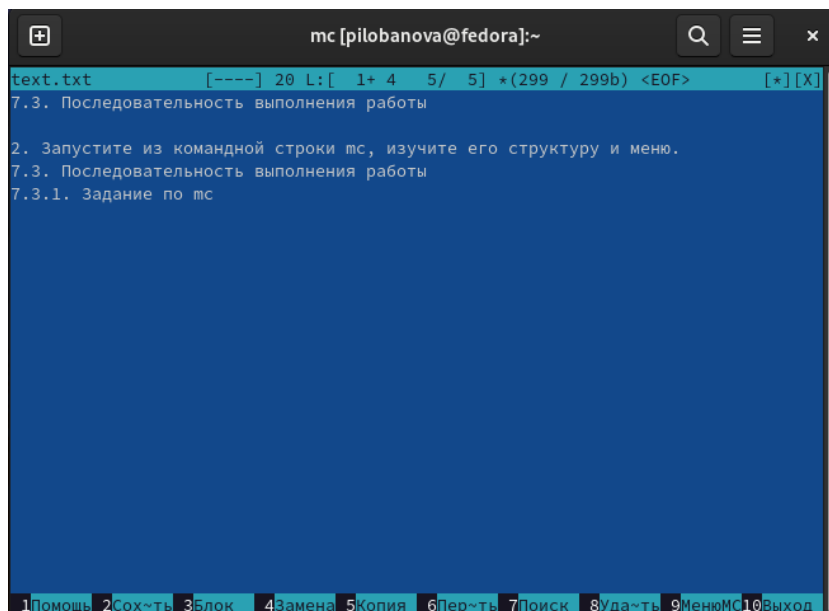 mc [pilobanova@fedora]:~
text.txt [----] 20 L:[ 1+ 4 5/ 5] *(299 / 299b) <EOF> [*][X]
7.3. Последовательность выполнения работы
2. Запустите из командной строки mc, изучите его структуру и меню.
7.3. Последовательность выполнения работы
7.3.1. Задание по mc
1Помощь 2Сох~ть 3Блок 4Замена 5Копия 6Пер~ть 7Поиск 8Уда~ть 9МенюMC 10Выход